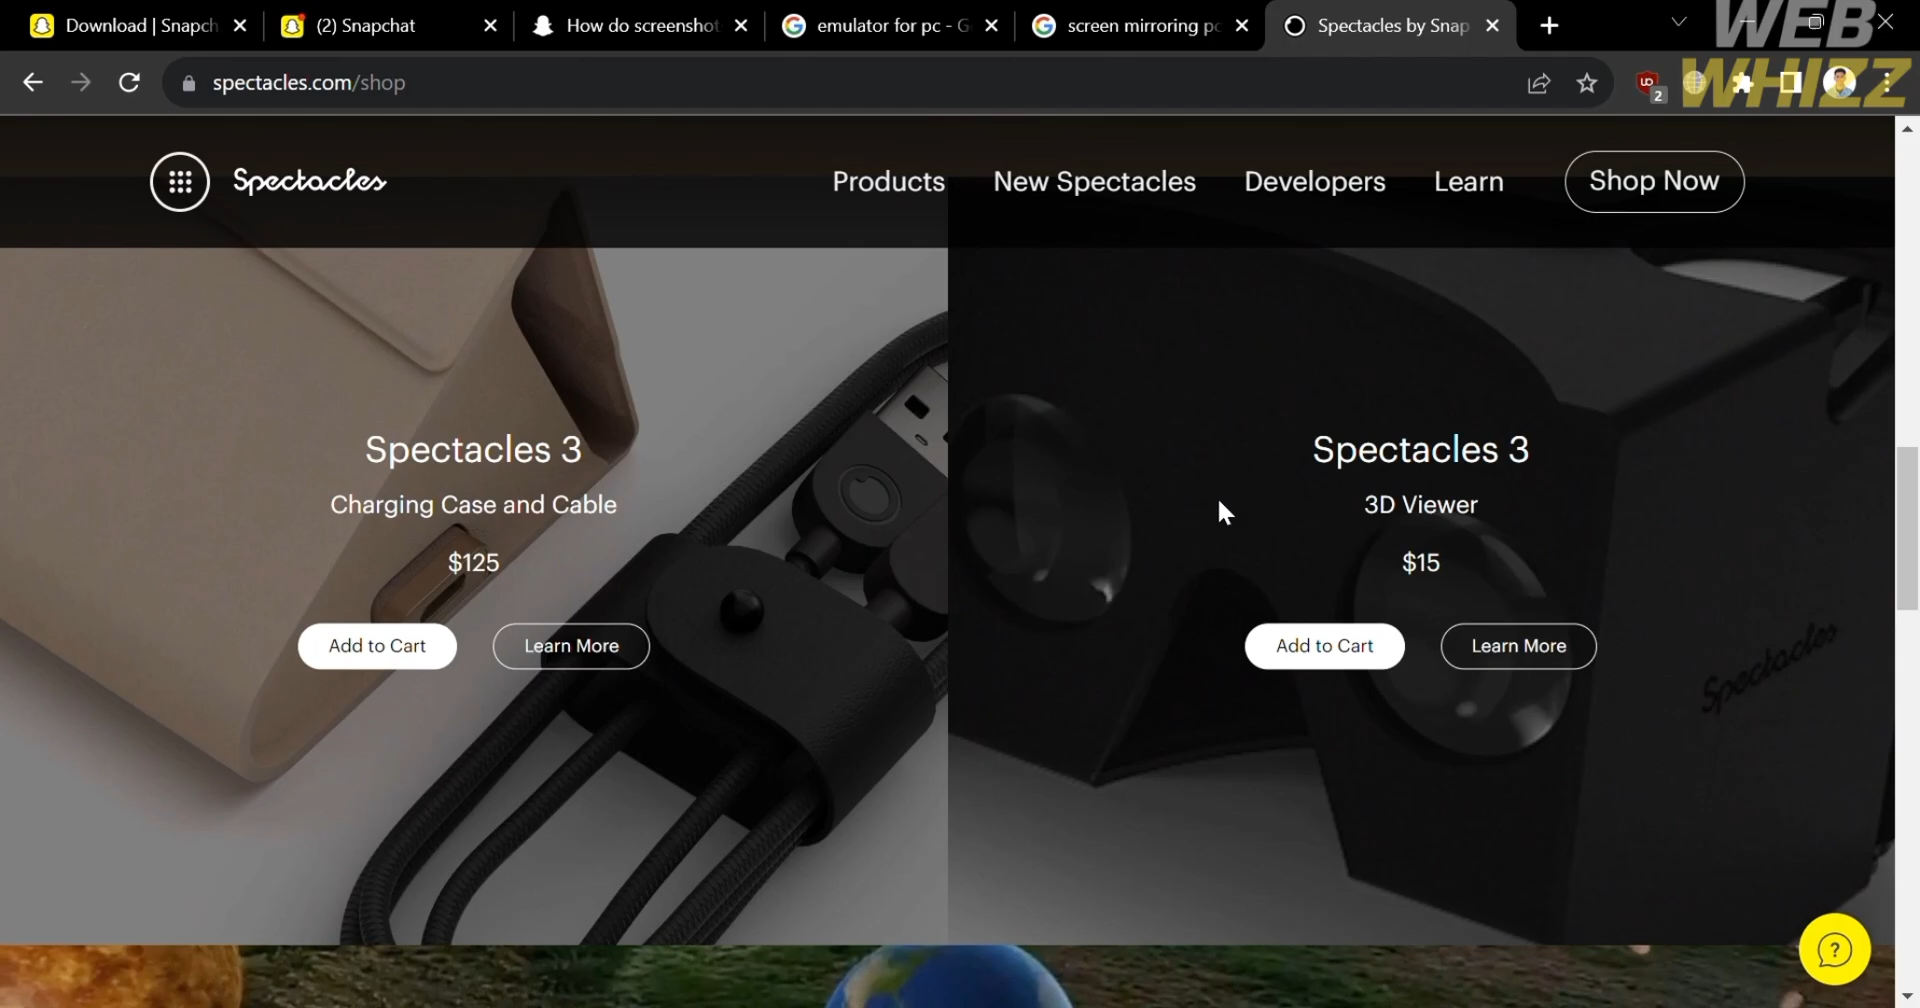 Download | Snapch
(2) Snapchat
How do screenshot
emulator for pc - G
screen mirroring pc
Spectacles by Snap
WEB
WHIZZ
spectacles.com/shop
2
Spectacles
Products
New Spectacles
Developers
Learn
Shop Now
Spectacles 3
Charging Case and Cable
$125
Add to Cart
Learn More
Spectacles 3
3D Viewer
$15
Add to Cart
Learn More
Spectacles
?